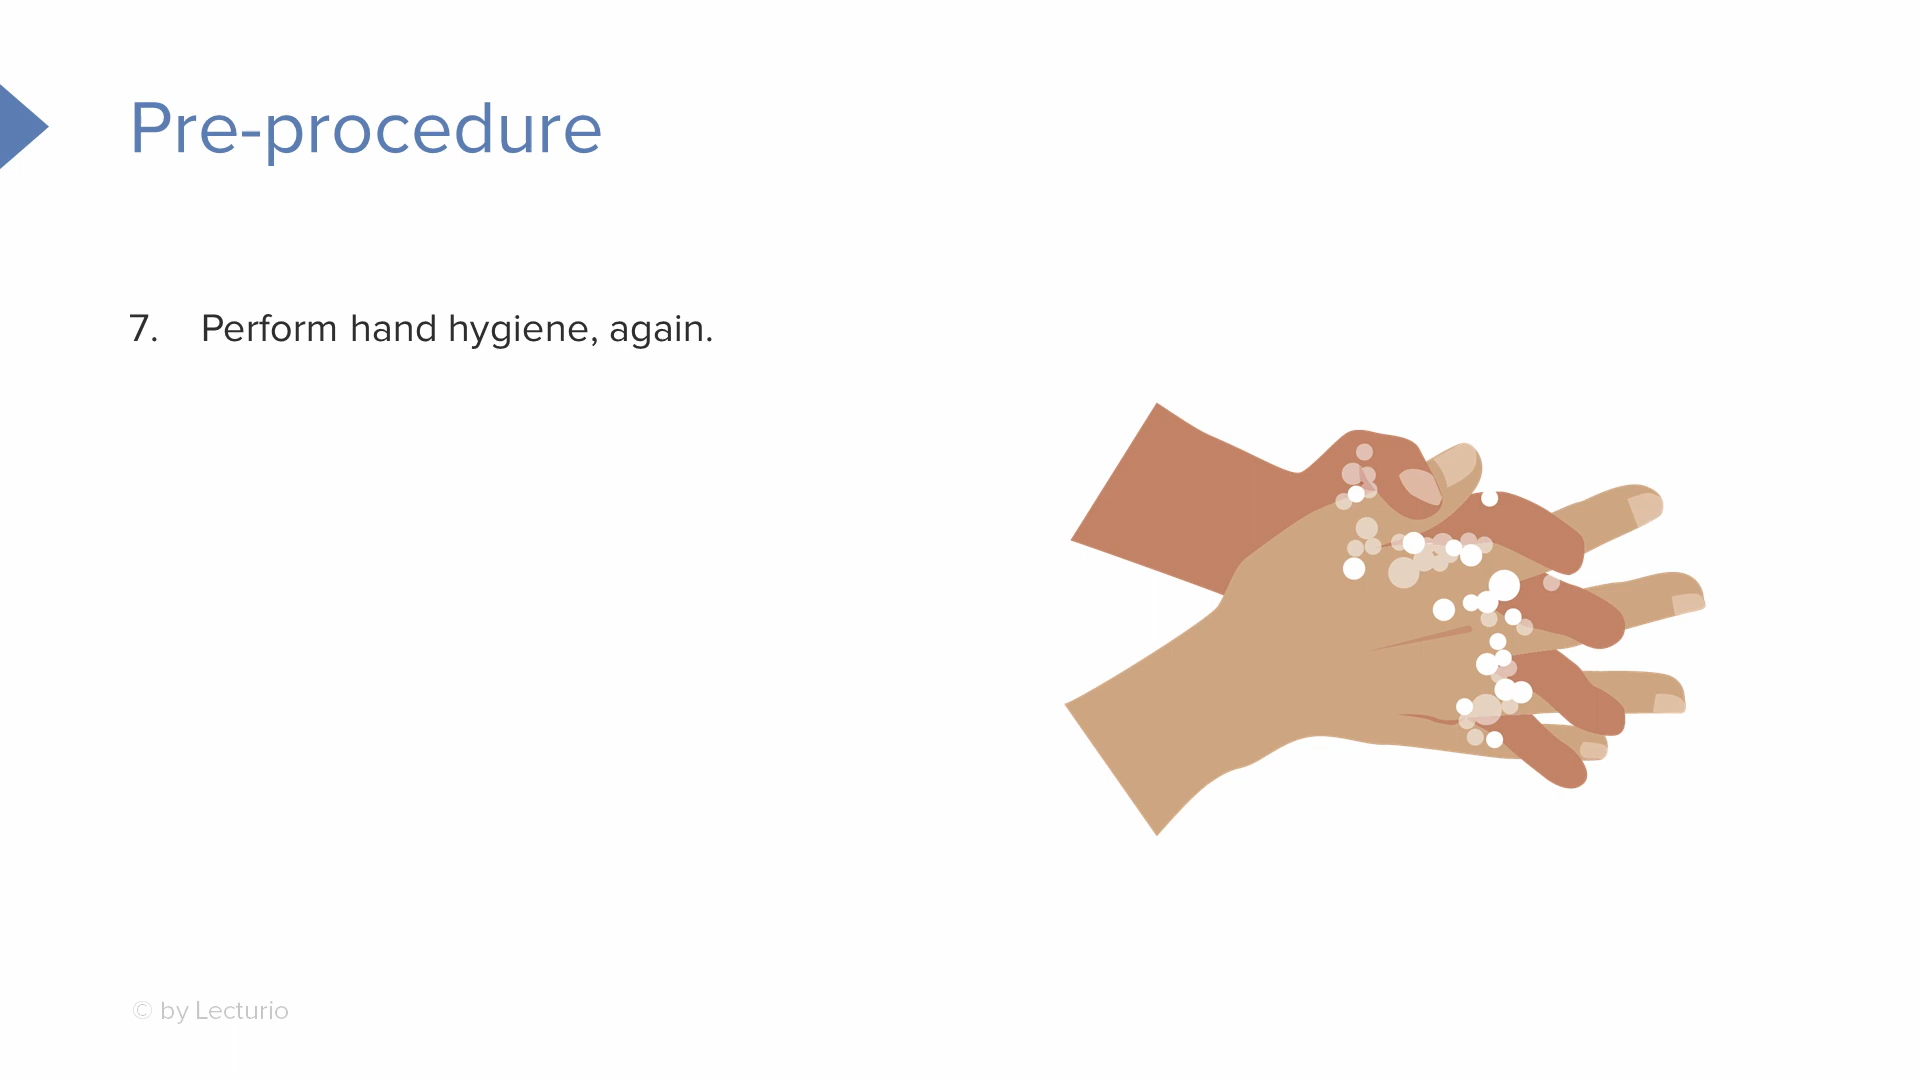 Pre-procedure
7. Perform hand hygiene, again.
© by Lecturio